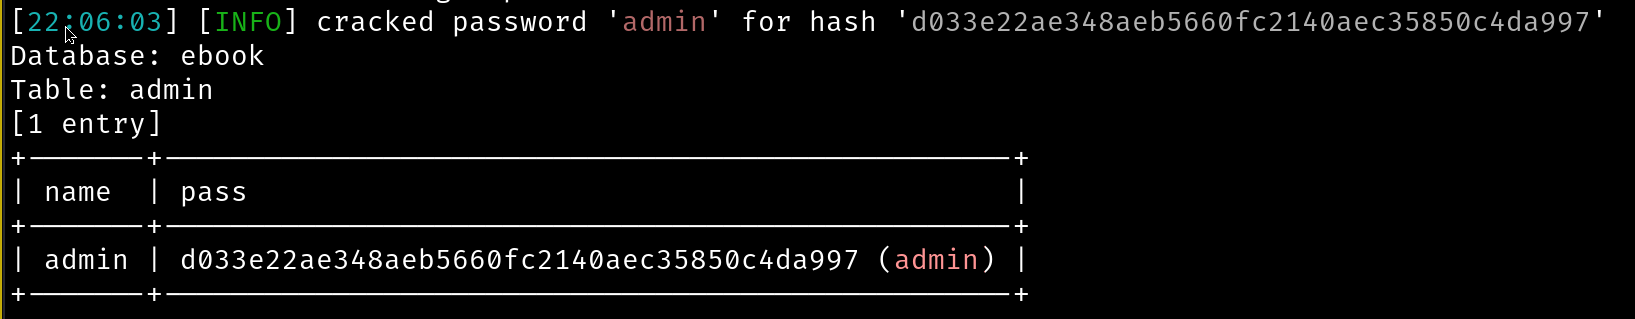 [22:06:03] [INFO] cracked password 'admin' for hash 'd033e22ae348aeb5660fc2140aec35850c4da997'
Database: ebook
Table: admin
[1 entry]
+-------+--------------------------------------------------+
| name  | pass                                             |
+-------+--------------------------------------------------+
| admin | d033e22ae348aeb5660fc2140aec35850c4da997 (admin) |
+-------+--------------------------------------------------+